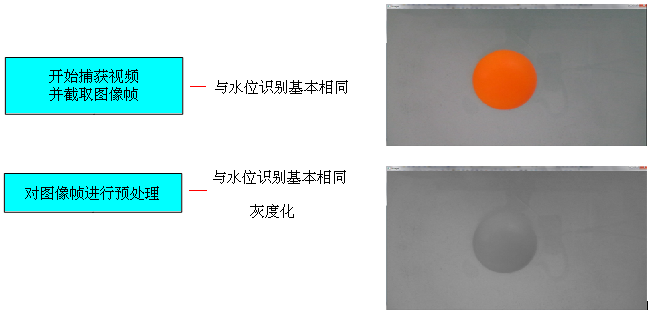 开始捕获视频
并截取图像帧
与水位识别基本相同
对图像帧进行预处理
与水位识别基本相同
灰度化